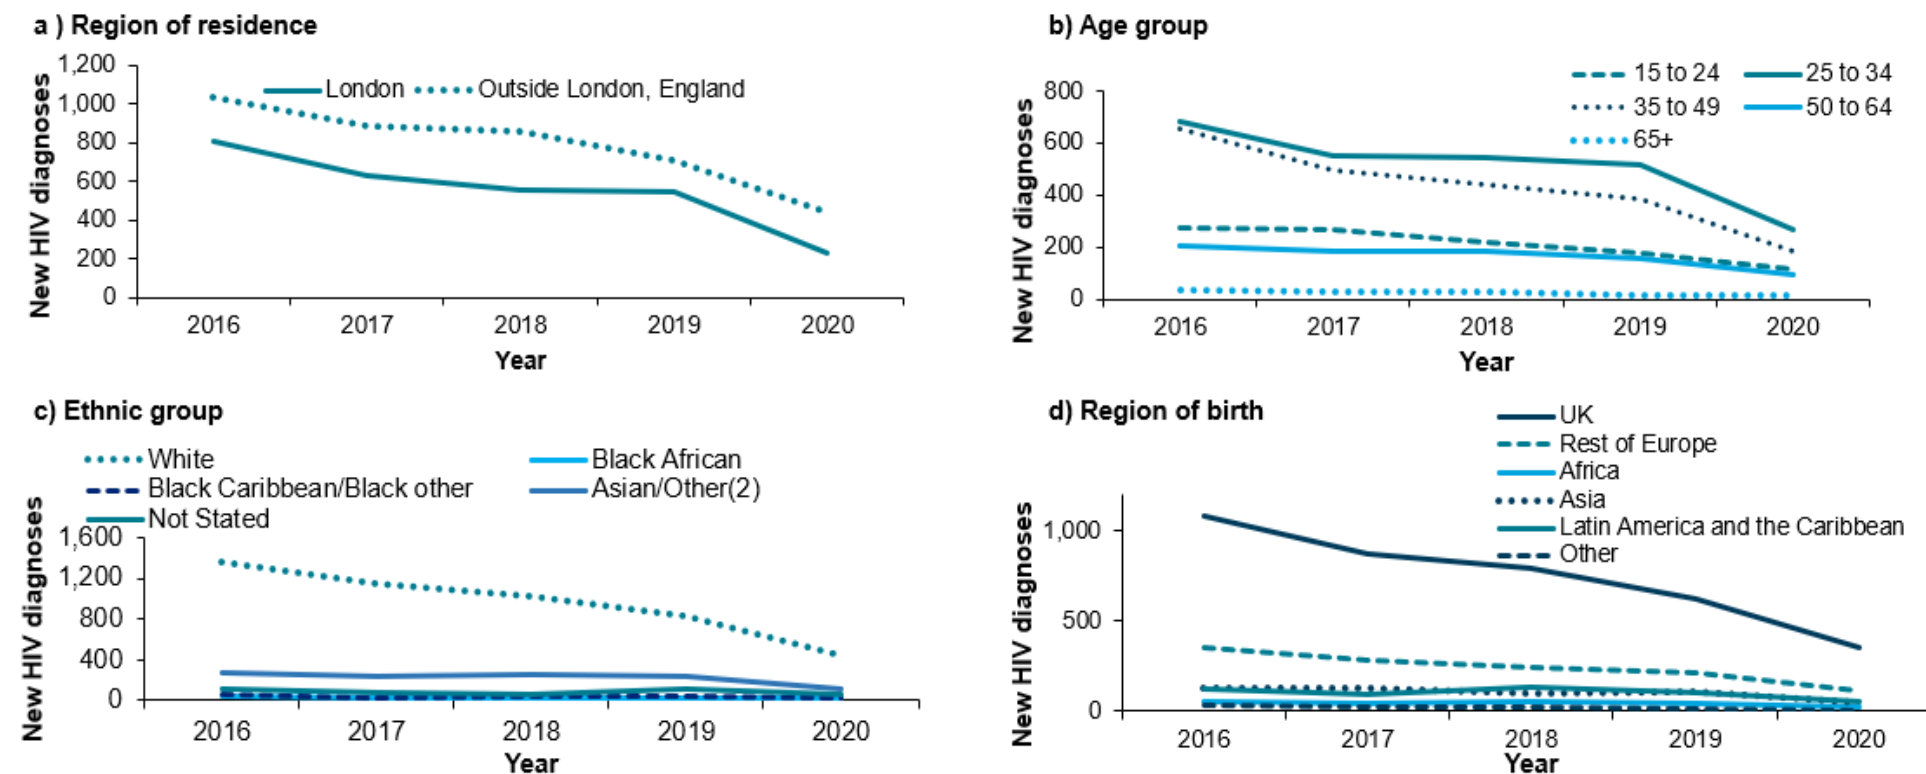 a ) Region of residence
New HIV diagnoses
1,200
1,000
800
600
400
200
0
London
Outside London, England
2016 2017 2018 2019 2020
Year
b) Age group
New HIV diagnoses
800
600
400
200
0
15 to 24
25 to 34
35 to 49
50 to 64
65+
2016 2017 2018 2019 2020
Year
c) Ethnic group
White
Black African
Black Caribbean/Black other
Asian/Other(2)
Not Stated
New HIV diagnoses
1,600
1,200
800
400
0
2016 2017 2018 2019 2020
Year
d) Region of birth
UK
Rest of Europe
Africa
Asia
Latin America and the Caribbean
Other
New HIV diagnoses
1,000
500
0
2016 2017 2018 2019 2020
Year